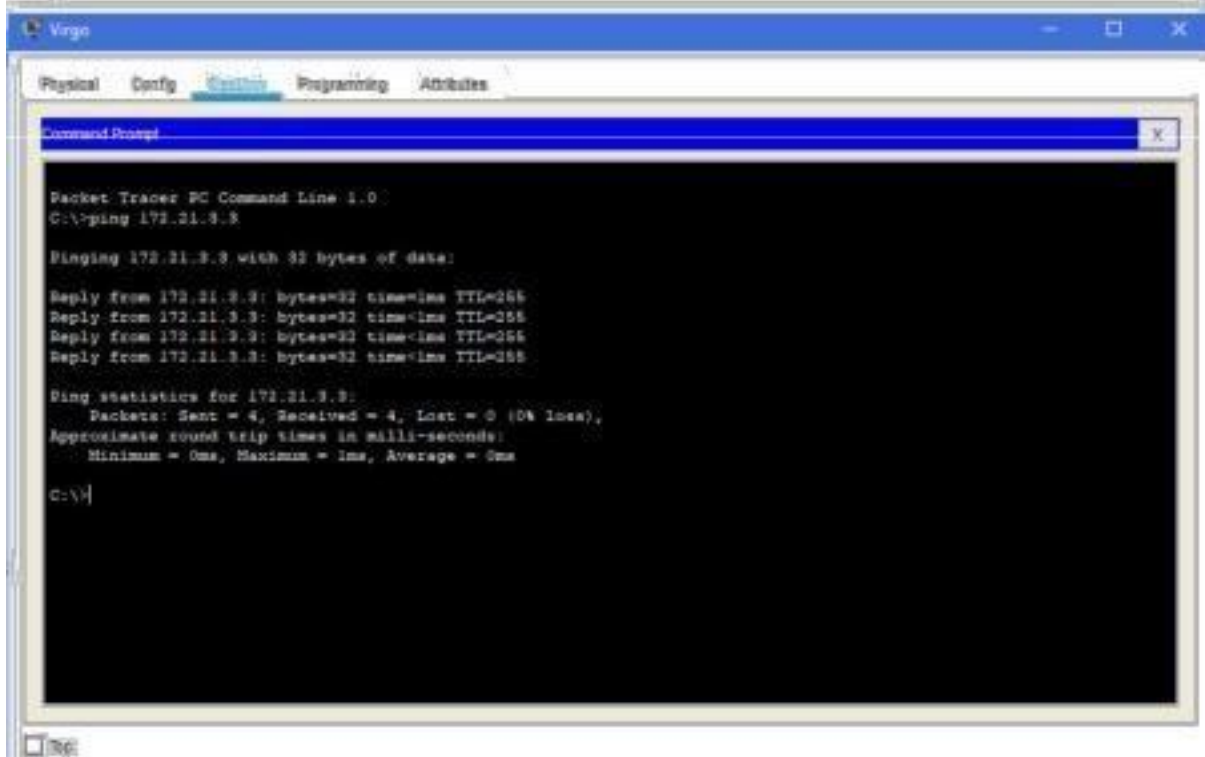 Virgo
Physical Config Desktop Programming Attributes
Command Prompt X
Packet Tracer PC Command Line 1.0
C:\>ping 172.21.3.3
Pinging 172.21.3.3 with 32 bytes of data:
Reply from 172.21.3.3: bytes=32 time=1ms TTL=255
Reply from 172.21.3.3: bytes=32 time<1ms TTL=255
Reply from 172.21.3.3: bytes=32 time<1ms TTL=255
Reply from 172.21.3.3: bytes=32 time<1ms TTL=255
Ping statistics for 172.21.3.3:
Packets: Sent = 4, Received = 4, Lost = 0 (0% loss),
Approximate round trip times in milli-seconds:
Minimum = 0ms, Maximum = 1ms, Average = 0ms
C:\>
Top